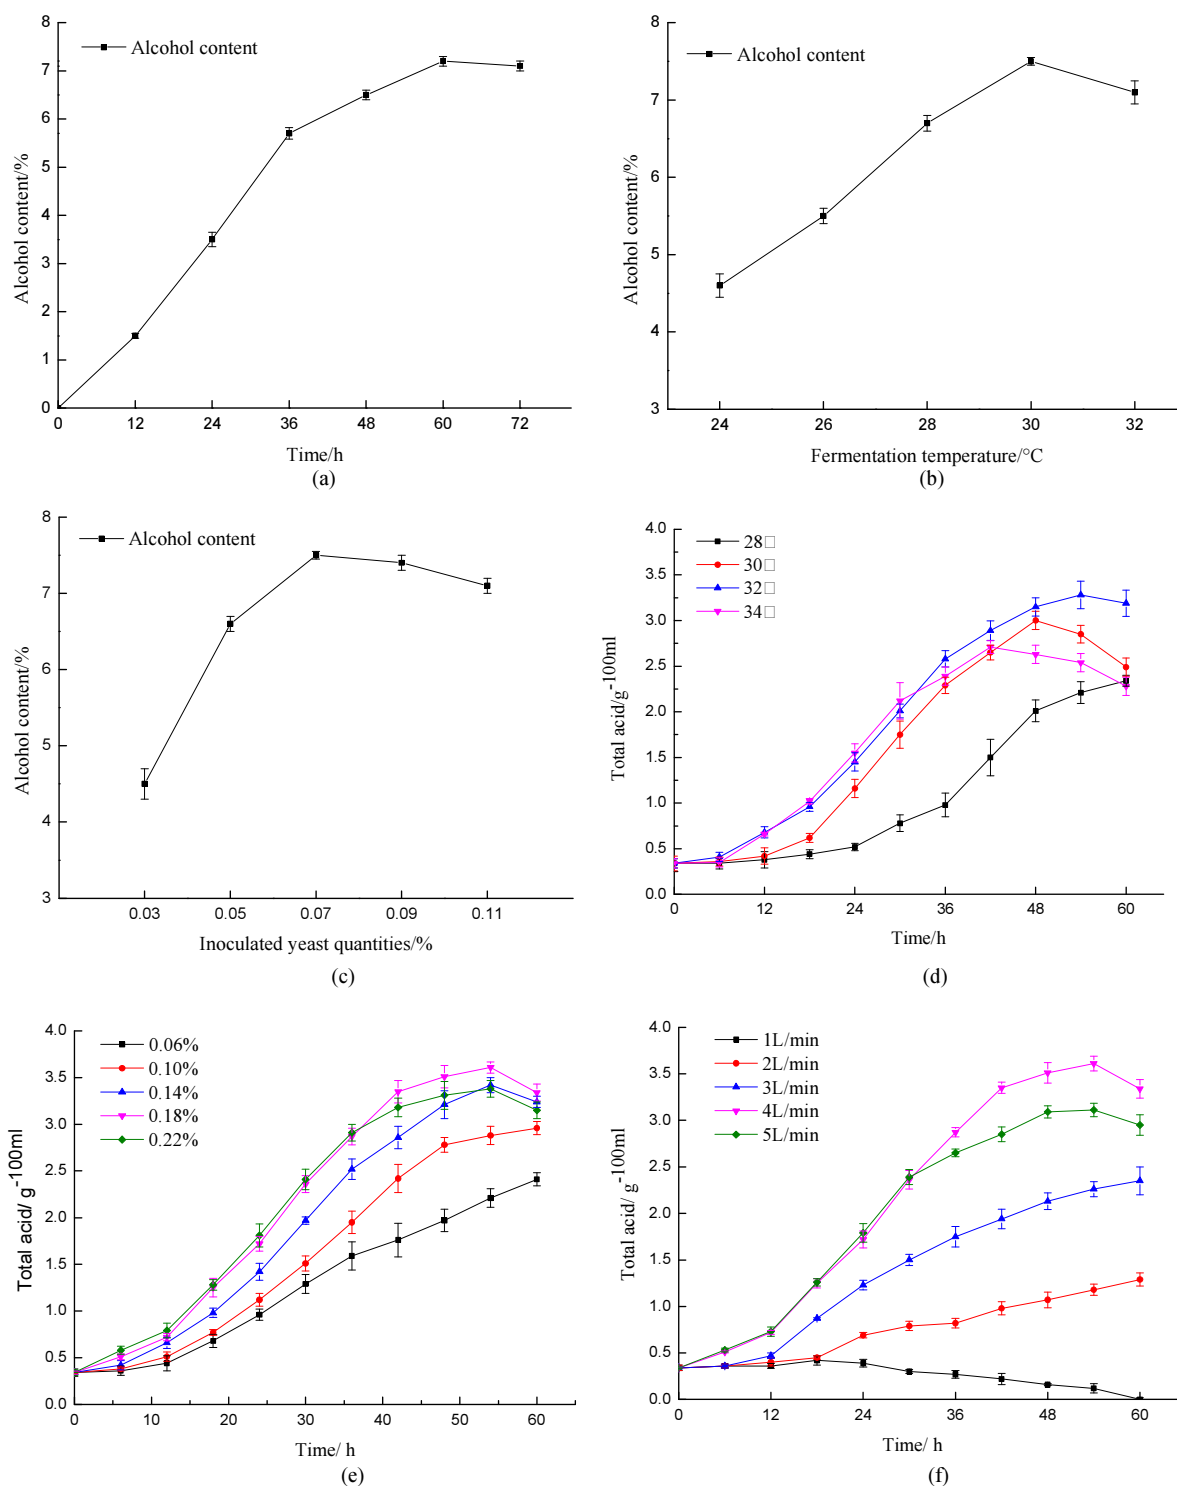 Alcohol content
Alcohol content/%
8
7
6
5
4
3
2
1
0
0 12 24 36 48 60 72
Time/h
(a)
Alcohol content
Alcohol content/%
8
7
6
5
4
3
24 26 28 30 32
Fermentation temperature/°C
(b)
Alcohol content
Alcohol content/%
8
7
6
5
4
3
0.03 0.05 0.07 0.09 0.11
Inoculated yeast quantities/%
(c)
28□
30□
32□
34□
Total acid/g-100ml
4.0
3.5
3.0
2.5
2.0
1.5
1.0
0.5
0.0
0 12 24 36 48 60
Time/h
(d)
0.06%
0.10%
0.14%
0.18%
0.22%
Total acid/ g-100ml
4.0
3.5
3.0
2.5
2.0
1.5
1.0
0.5
0.0
0 10 20 30 40 50 60
Time/ h
(e)
1L/min
2L/min
3L/min
4L/min
5L/min
Total acid/ g-100ml
4.0
3.5
3.0
2.5
2.0
1.5
1.0
0.5
0.0
0 12 24 36 48 60
Time/ h
(f)